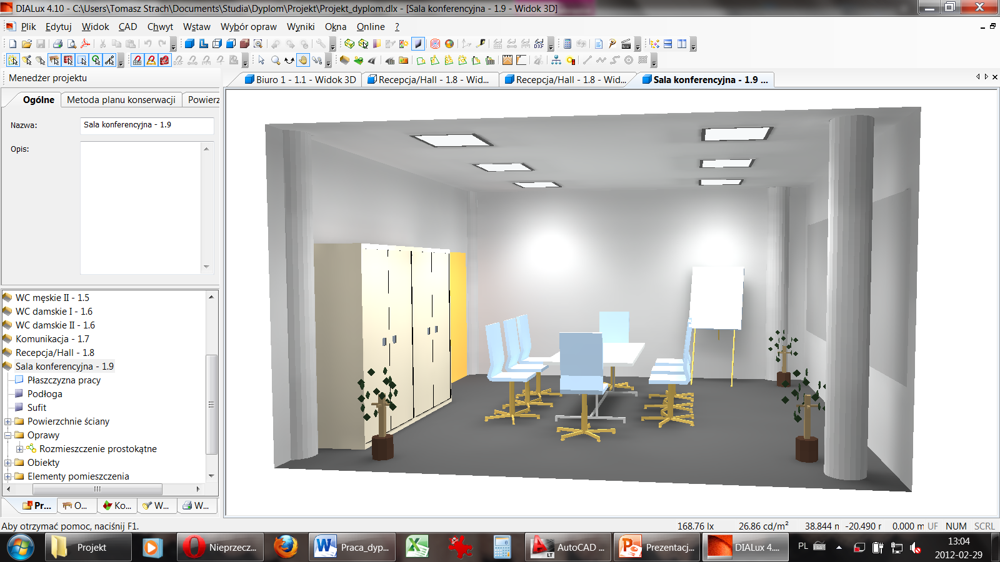 DIALux 4.10 - C:\Users\Tomasz Strach\Documents\Studia\Dyplom\Projekt\Projekt_dyplom.dlx - [Sala konferencyjna - 1.9 - Widok 3D]
Plik Edytuj Widok CAD Chwyt Wstaw Wybór opraw Wyniki Okna Online ?
DXF
DXF
Menedżer projektu
Biuro 1 - 1.1 - Widok 3D
Recepcja/Hall - 1.8 - Wid...
Recepcja/Hall - 1.8 - Wid...
Sala konferencyjna - 1.9 ...
Ogólne Metoda planu konserwacji Powierz
Nazwa: Sala konferencyjna - 1.9
Opis:
WC męskie II - 1.5
WC damskie I - 1.6
WC damskie II - 1.6
Komunikacja - 1.7
Recepcja/Hall - 1.8
Sala konferencyjna - 1.9
Płaszczyzna pracy
Podłoga
Sufit
Powierzchnie ściany
Oprawy
Rozmieszczenie prostokątne
Obiekty
Elementy pomieszczenia
Pr... O... Ko... W... W...
Aby otrzymać pomoc, naciśnij F1.
168.76 lx 26.86 cd/m² 38.844 m -20.490 r 0.000 m UF NUM SCRL
Projekt
Nieprzecz...
Praca_dyp...
AutoCAD ...
LT
Prezentacj...
DIALux 4....
PL
13:04
2012-02-29